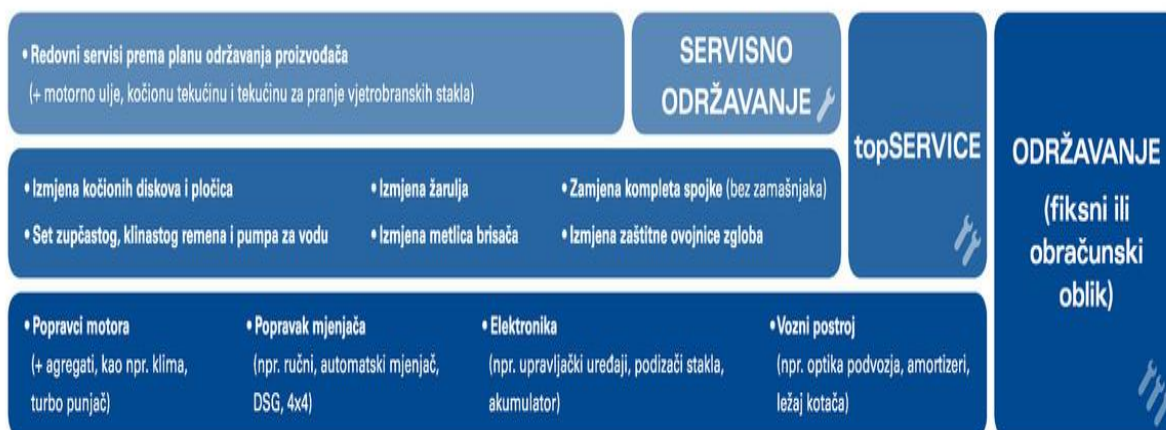 • Redovni servisi prema planu održavanja proizvođača
(+ motorno ulje, kočionu tekućinu i tekućinu za pranje vjetrobranskih stakla)
SERVISNO
ODRŽAVANJE
• Izmjena kočionih diskova i pločica
• Izmjena žarulja
• Zamjena kompleta spojke (bez zamašnjaka)
• Set zupčastog, klinastog remena i pumpa za vodu
• Izmjena metlica brisača
• Izmjena zaštitne ovojnice zgloba
topSERVICE
• Popravci motora
(+ agregati, kao npr. klima,
turbo punjač)
• Popravak mjenjača
(npr. ručni, automatski mjenjač,
DSG, 4x4)
• Elektronika
(npr. upravljački uređaji, podizači stakla,
akumulator)
• Vozni postroj
(npr. optika podvozja, amortizeri,
ležaj kotača)
ODRŽAVANJE
(fiksni ili
obračunski
oblik)